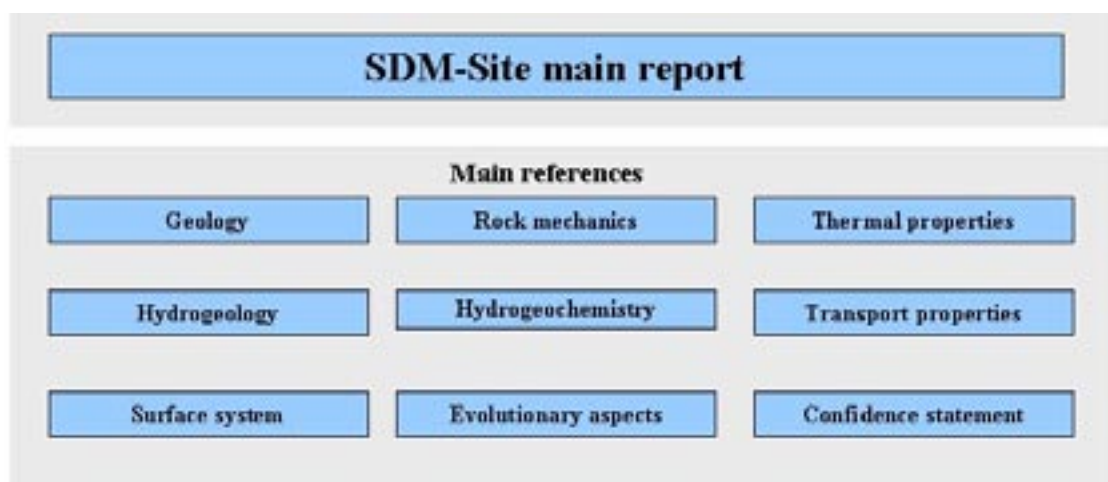 SDM-Site main report
Main references
Geology
Rock mechanics
Thermal properties
Hydrogeology
Hydrogeochemistry
Transport properties
Surface system
Evolutionary aspects
Confidence statement